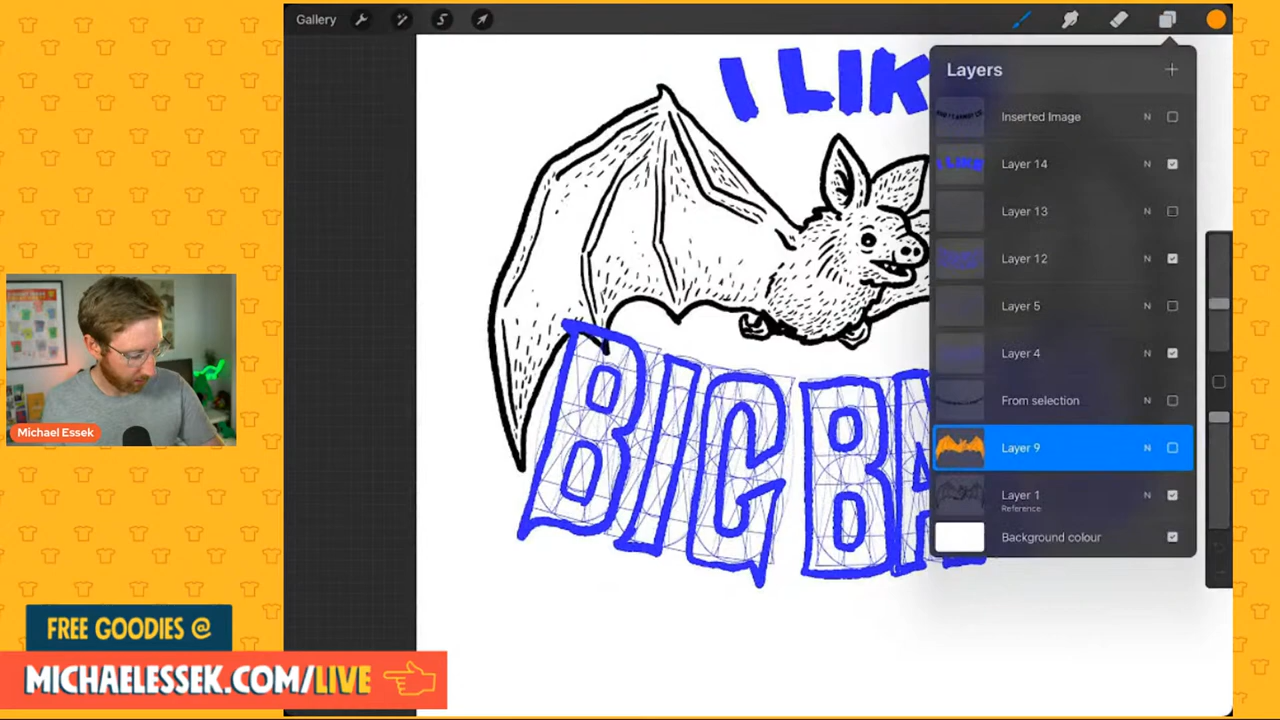 Gallery
Layers
Inserted Image N
Layer 14 N
Layer 13 N
Layer 12 N
Layer 5 N
Layer 4 N
From selection N
Layer 9 N
Layer 1 N
Reference
Background colour
I LIK
BIG BA
I LIKE
Michael Essek
FREE GOODIES @
MICHAELESSEK.COM/LIVE